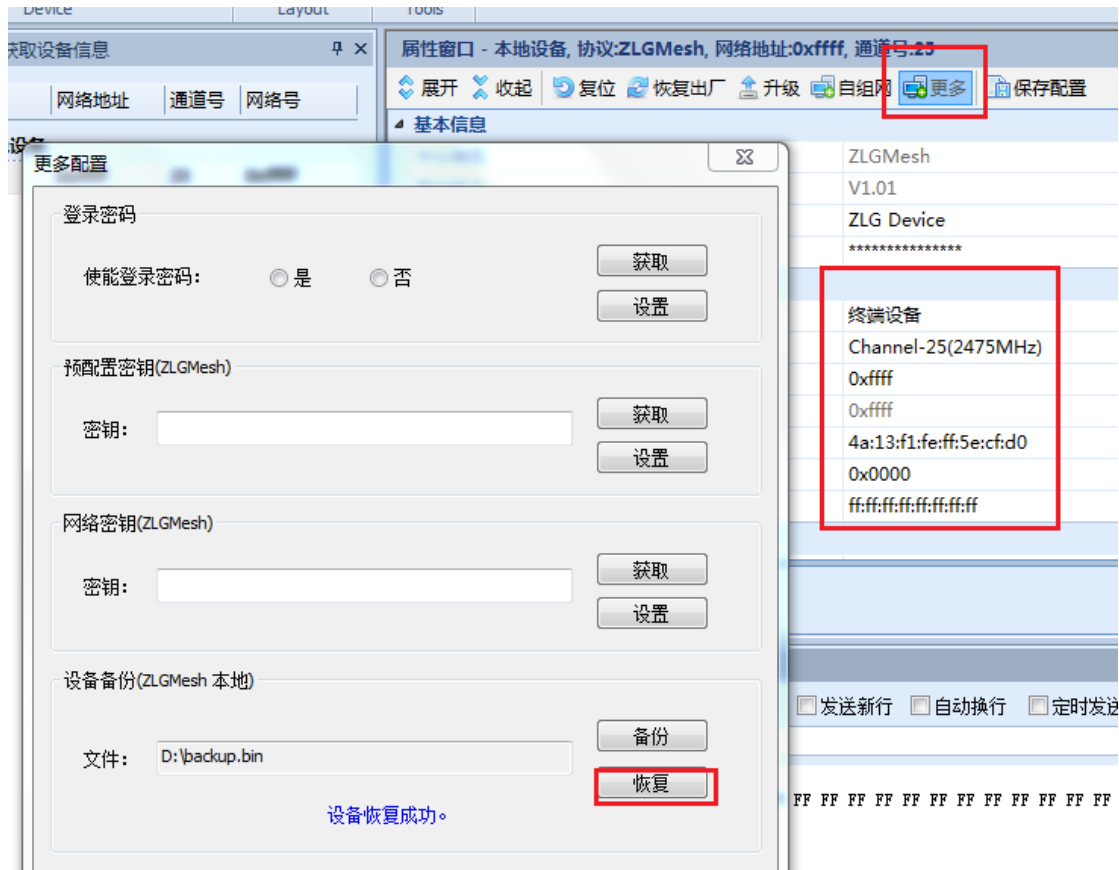 Device Layout Tools
获取设备信息
网络地址 通道号 网络号
属性窗口 - 本地设备, 协议:ZLGMesh, 网络地址:0xffff, 通道号:25
展开 收起 复位 恢复出厂 升级 自组网 更多 保存配置
基本信息
ZLGMesh
V1.01
ZLG Device
***************
终端设备
Channel-25(2475MHz)
0xffff
0xffff
4a:13:f1:fe:ff:5e:cf:d0
0x0000
ff:ff:ff:ff:ff:ff:ff:ff
更多配置
登录密码
使能登录密码: 是 否
获取
设置
预配置密钥(ZLGMesh)
密钥:
获取
设置
网络密钥(ZLGMesh)
密钥:
获取
设置
设备备份(ZLGMesh 本地)
文件: D:\backup.bin
备份
恢复
设备恢复成功。
发送新行 自动换行 定时发送
FF FF FF FF FF FF FF FF FF FF FF FF